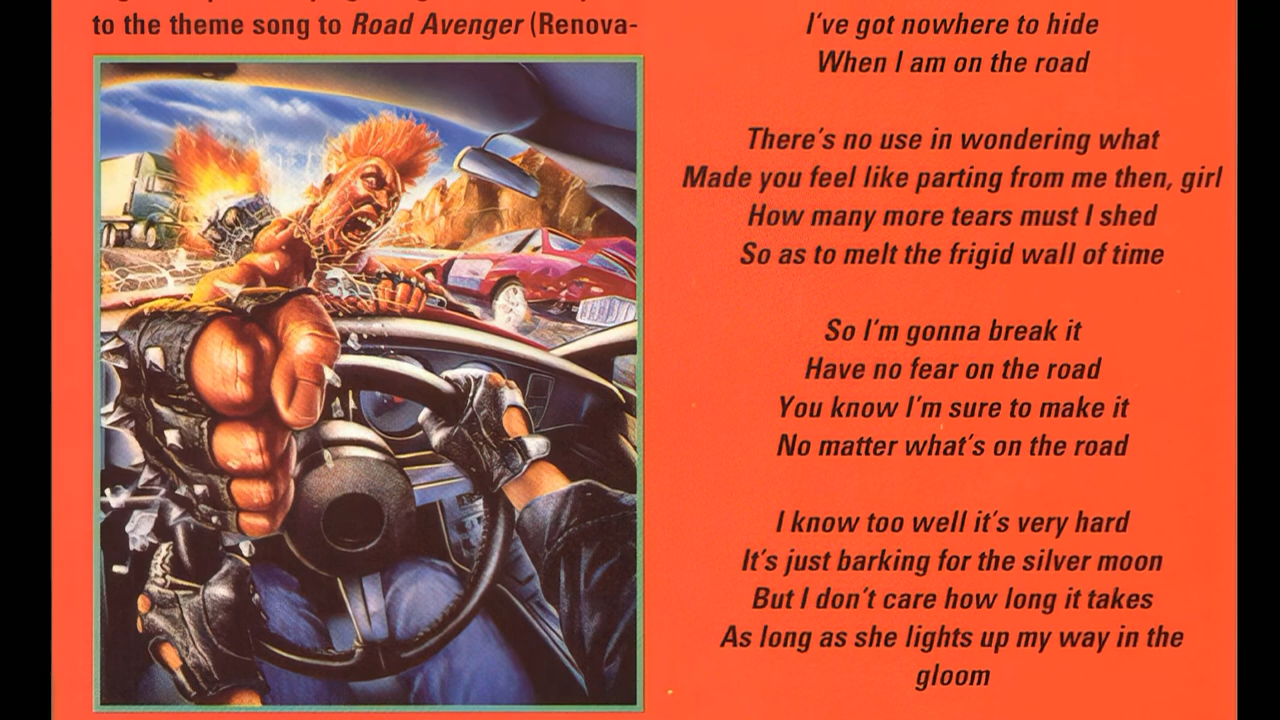 to the theme song to Road Avenger (Renova-
I've got nowhere to hide
When I am on the road
There's no use in wondering what
Made you feel like parting from me then, girl
How many more tears must I shed
So as to melt the frigid wall of time
So I'm gonna break it
Have no fear on the road
You know I'm sure to make it
No matter what's on the road
I know too well it's very hard
It's just barking for the silver moon
But I don't care how long it takes
As long as she lights up my way in the
gloom